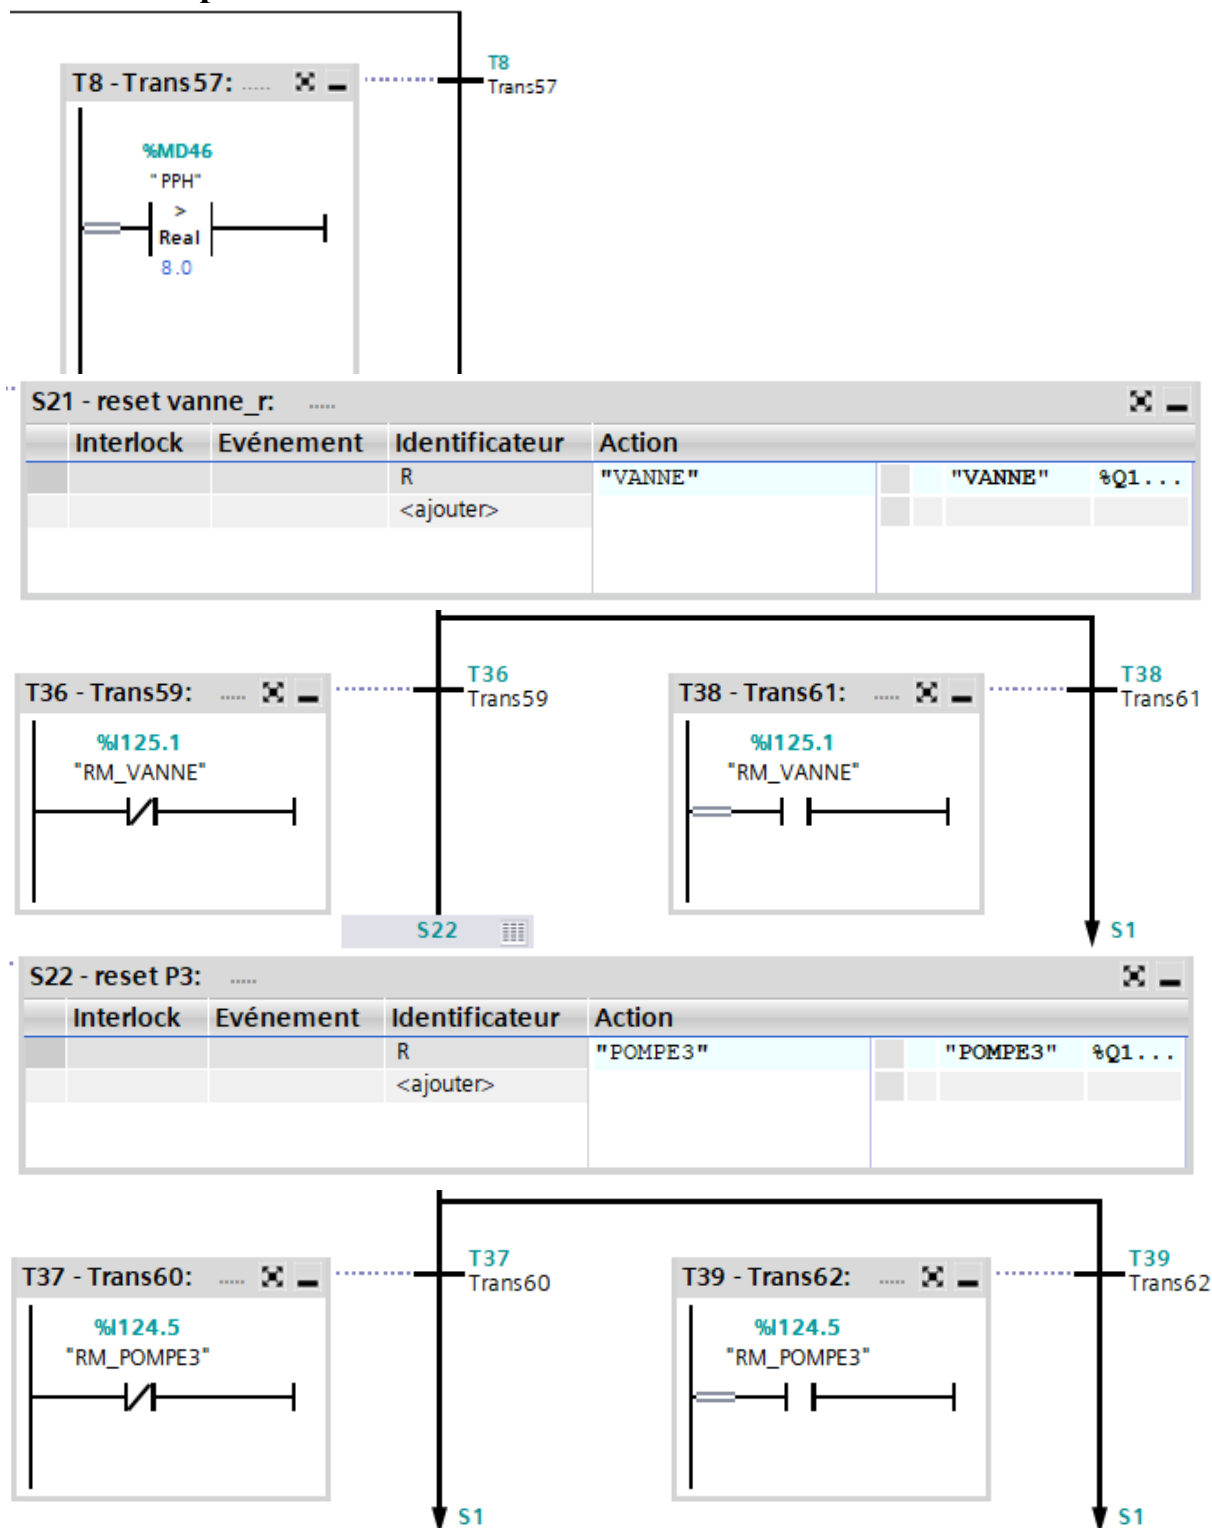 T8
T8 - Trans57: .....
Trans57
%MD46
"PPH"
>
Real
8.0
S21 - reset vanne_r: .....
Interlock Evénement Identificateur Action
R "VANNE" "VANNE" %Q1...
<ajouter>
T36
T38
T36 - Trans59: .....
Trans59
T38 - Trans61: .....
Trans61
%I125.1
%I125.1
"RM_VANNE"
"RM_VANNE"
S22
S1
S22 - reset P3: .....
Interlock Evénement Identificateur Action
R "POMPE3" "POMPE3" %Q1...
<ajouter>
T37
T39
T37 - Trans60: .....
Trans60
T39 - Trans62: .....
Trans62
%I124.5
%I124.5
"RM_POMPE3"
"RM_POMPE3"
S1
S1